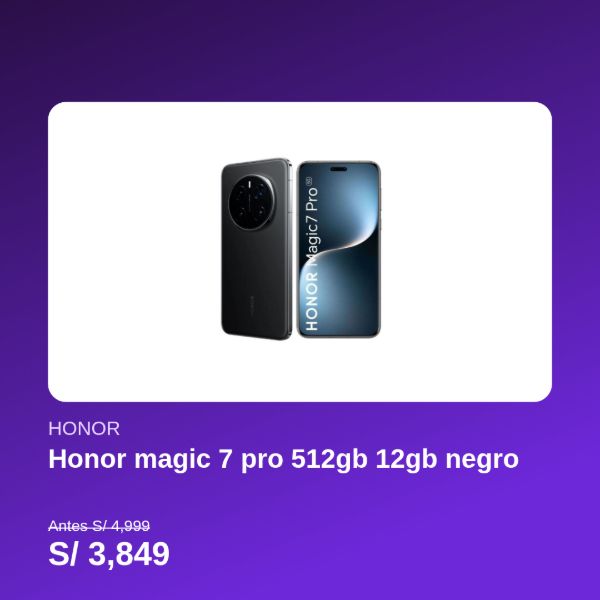 HONOR Magic7 Pro
HONOR
Honor magic 7 pro 512gb 12gb negro
Antes S/ 4,999
S/ 3,849